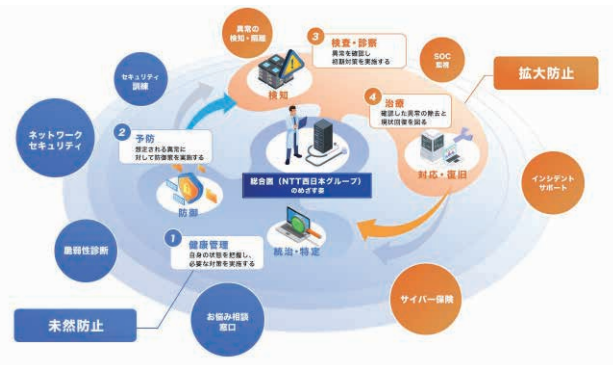 異常の
検知・隔離
3
検査・診察
異常を確認し
初期対策を実施する
SOC
監視
拡大防止
セキュリティ
訓練
検知
4
治療
確認した異常の除去と
現状回復を図る
ネットワーク
セキュリティ
2
予防
想定される異常に
対して防御策を実施する
総合医(NTT西日本グループ)
のめざす姿
対応・復旧
インシデント
サポート
防御
1
健康管理
自身の状態を把握し、
必要な対策を実施する
統治・特定
脆弱性診断
サイバー保険
未然防止
お悩み相談
窓口